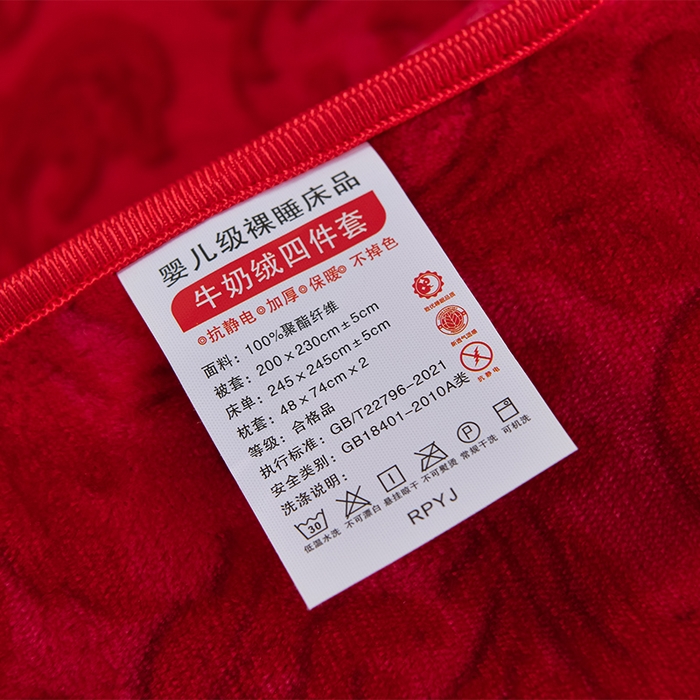 婴儿级裸睡床品
牛奶绒四件套
◎抗静电◎加厚◎保暖◎不掉色
面料：100%聚酯纤维
被套：200×230cm±5cm
床单：245×245cm±5cm
枕套：48×74cm×2
等级：合格品
执行标准：GB/T22796-2021
安全类别：GB18401-2010A类
洗涤说明：
抗静电
30
P
低温水洗 不可漂白 悬挂晾干 不可熨烫 常规干洗 可机洗
RPYJ